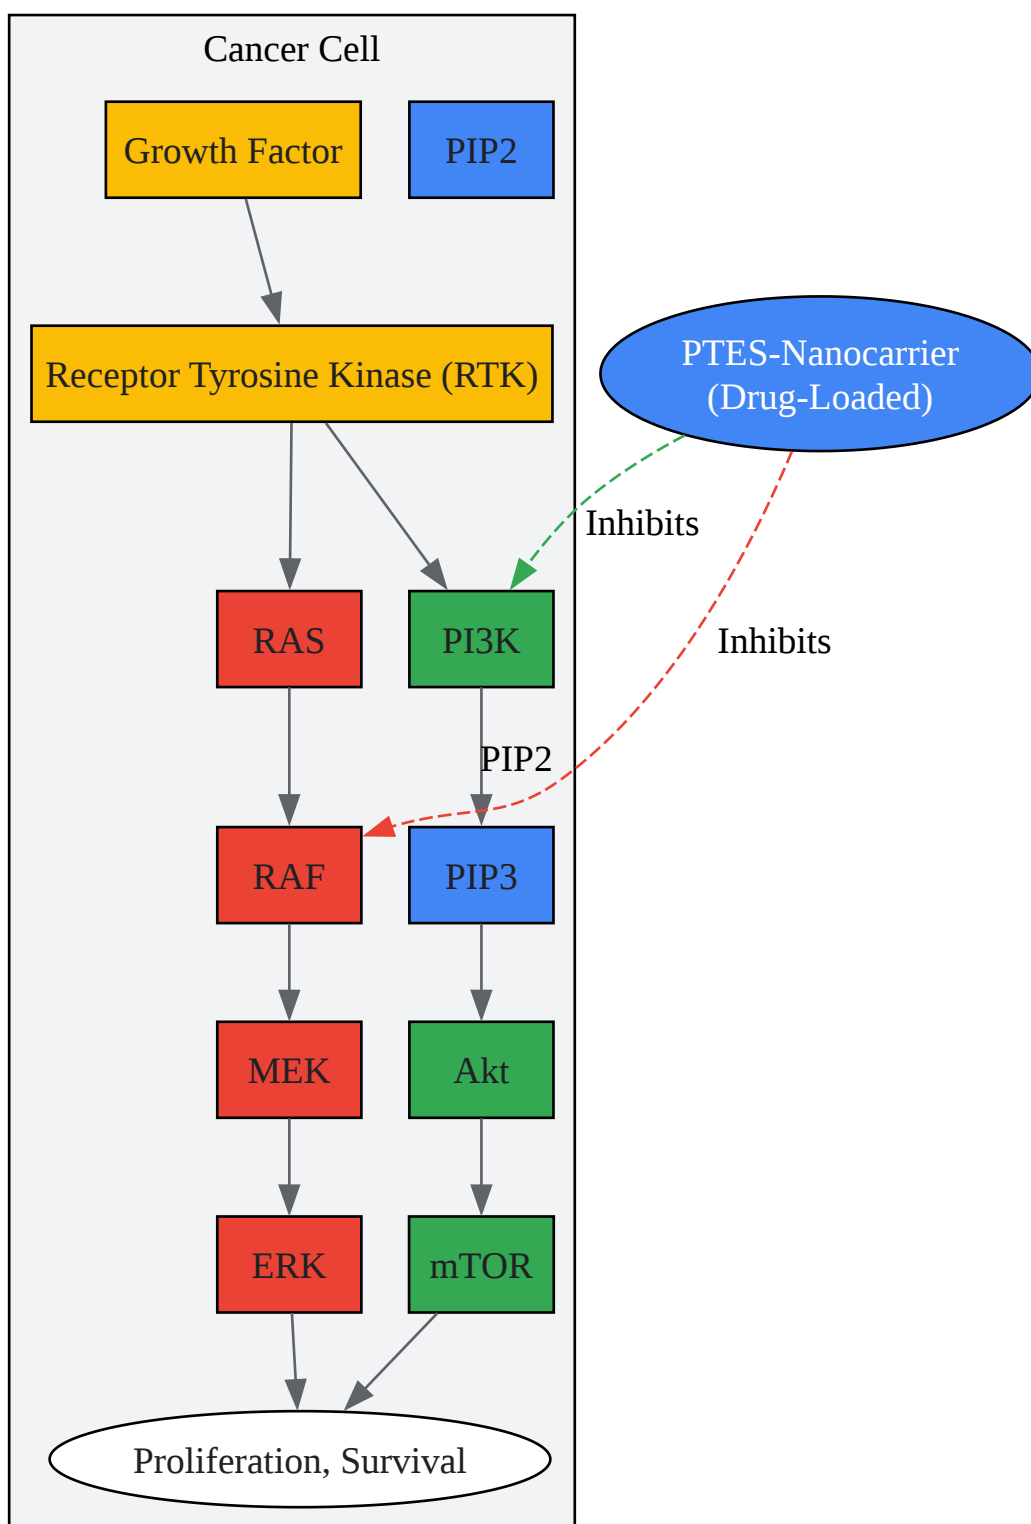 Cancer Cell
Growth Factor
PIP2
Receptor Tyrosine Kinase (RTK)
PTES-Nanocarrier
(Drug-Loaded)
Inhibits
RAS
PI3K
Inhibits
PIP2
RAF
PIP3
MEK
Akt
ERK
mTOR
Proliferation, Survival